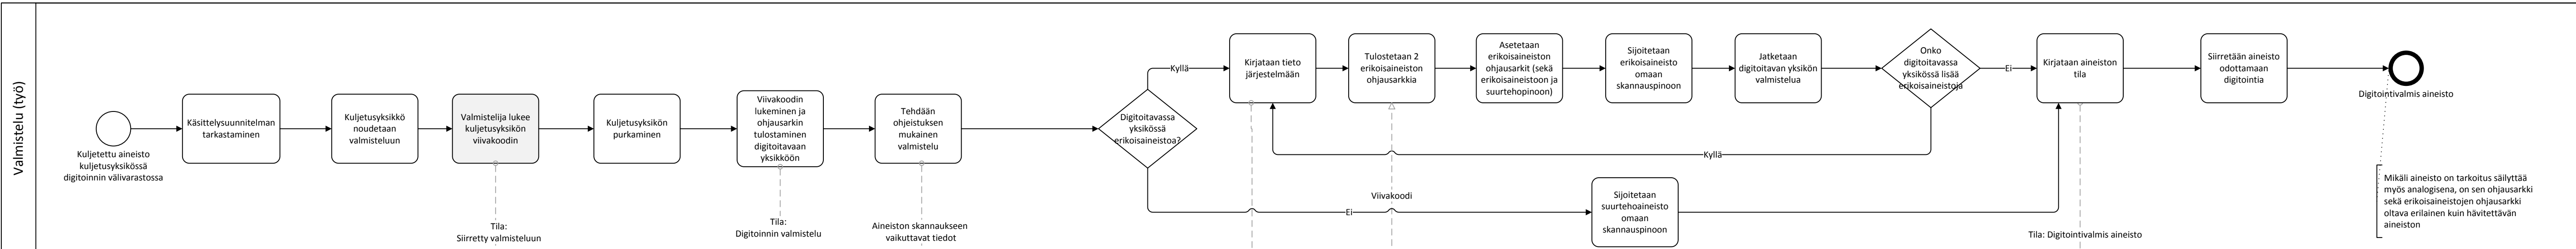 Valmistelu (työ)
Kuljetettu aineisto
kuljetusyksikössä
digitoinnin välivarastossa
Käsittelysuunnitelman
tarkastaminen
Kuljetusyksikkö
noudetaan
valmisteluun
Valmistelija lukee
kuljetusyksikön
viivakoodin
Tila:
Siirretty valmisteluun
Kuljetusyksikön
purkaminen
Viivakoodin
lukeminen ja
ohjausarkin
tulostaminen
digitoitavaan
yksikköön
Tila:
Digitoinnin valmistelu
Tehdään
ohjeistuksen
mukainen
valmistelu
Aineiston skannaukseen
vaikuttavat tiedot
Digitoitavassa
yksikössä
erikoisaineistoa?
Kyllä
Kirjataan tieto
järjestelmään
Tulostetaan 2
erikoisaineiston
ohjausarkkia
Asetetaan
erikoisaineiston
ohjausarkit (sekä
erikoisaineistoon ja
suurtehopinoon)
Sijoitetaan
erikoisaineisto
omaan
skannauspinoon
Jatketaan
digitoitavan yksikön
valmistelua
Onko
digitoitavassa
yksikössä lisää
erikoisaineistoja
Kyllä
Ei
Viivakoodi
Ei
Sijoitetaan
suurtehoaineisto
omaan
skannauspinoon
Kirjataan aineiston
tila
Tila: Digitointivalmis aineisto
Siirretään aineisto
odottamaan
digitointia
Digitointivalmis aineisto
Mikäli aineisto on tarkoitus säilyttää
myös analogisena, on sen ohjausarkki
sekä erikoisaineistojen ohjausarkki
oltava erilainen kuin hävitettävän
aineiston